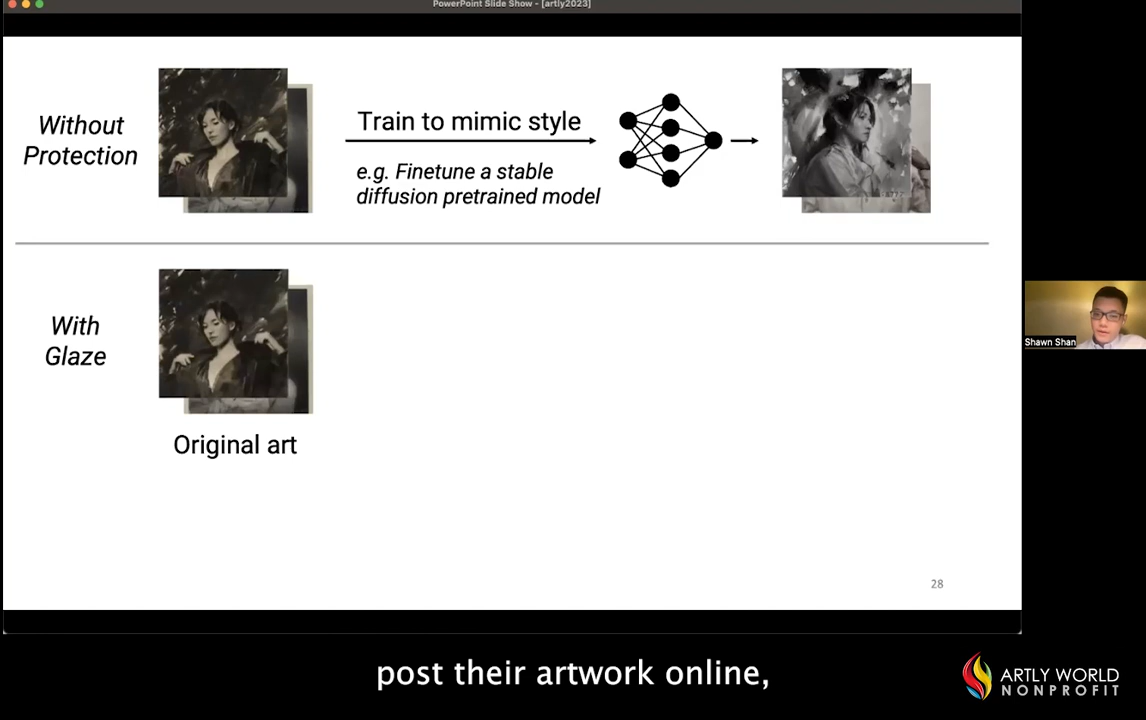 PowerPoint Slide Show - [artly2023]
Without
Protection
Train to mimic style
e.g. Finetune a stable
diffusion pretrained model
With
Glaze
Original art
28
Shawn Shan
post their artwork online,
ARTLY WORLD
NONPROFIT